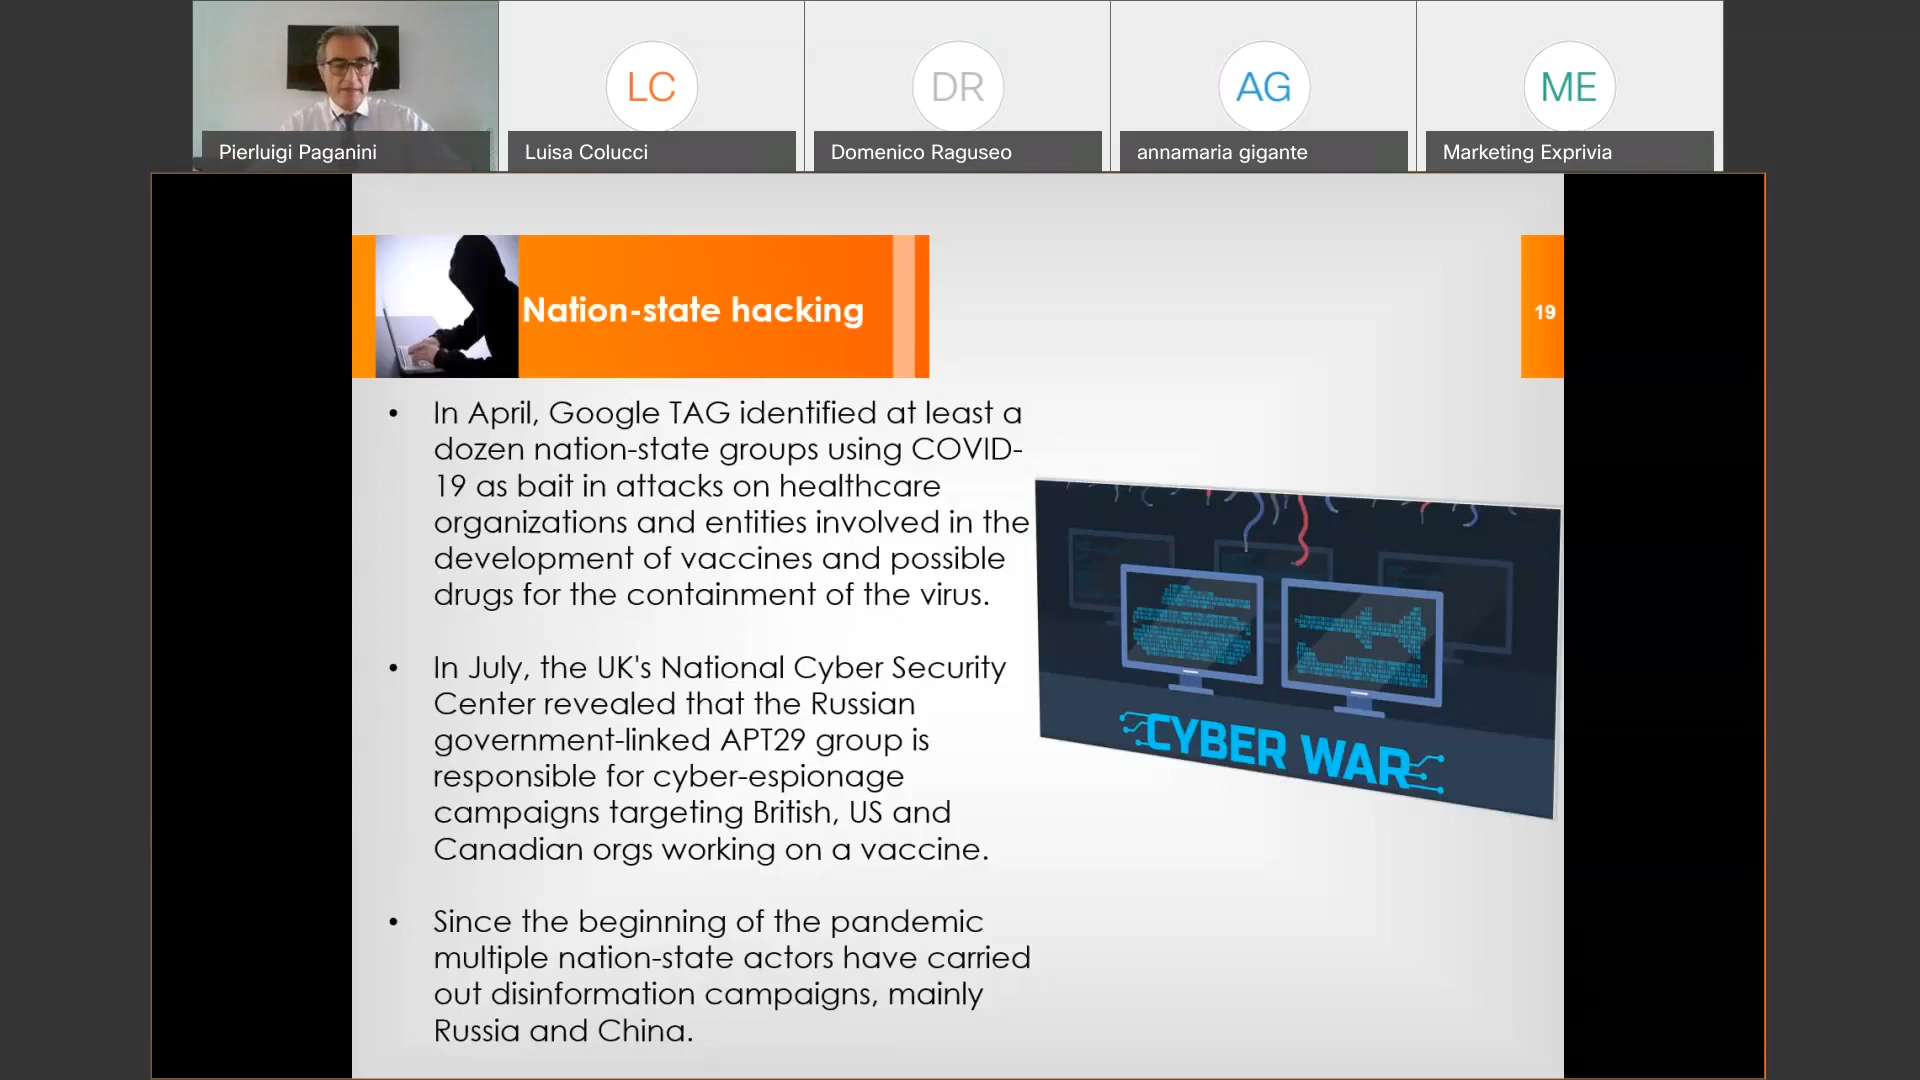 LC
DR
AG
ME
Pierluigi Paganini
Luisa Colucci
Domenico Raguseo
annamaria gigante
Marketing Exprivia
Nation-state hacking
19
• In April, Google TAG identified at least a
dozen nation-state groups using COVID-
19 as bait in attacks on healthcare
organizations and entities involved in the
development of vaccines and possible
drugs for the containment of the virus.
• In July, the UK's National Cyber Security
Center revealed that the Russian
government-linked APT29 group is
responsible for cyber-espionage
campaigns targeting British, US and
Canadian orgs working on a vaccine.
• Since the beginning of the pandemic
multiple nation-state actors have carried
out disinformation campaigns, mainly
Russia and China.
CYBER WAR